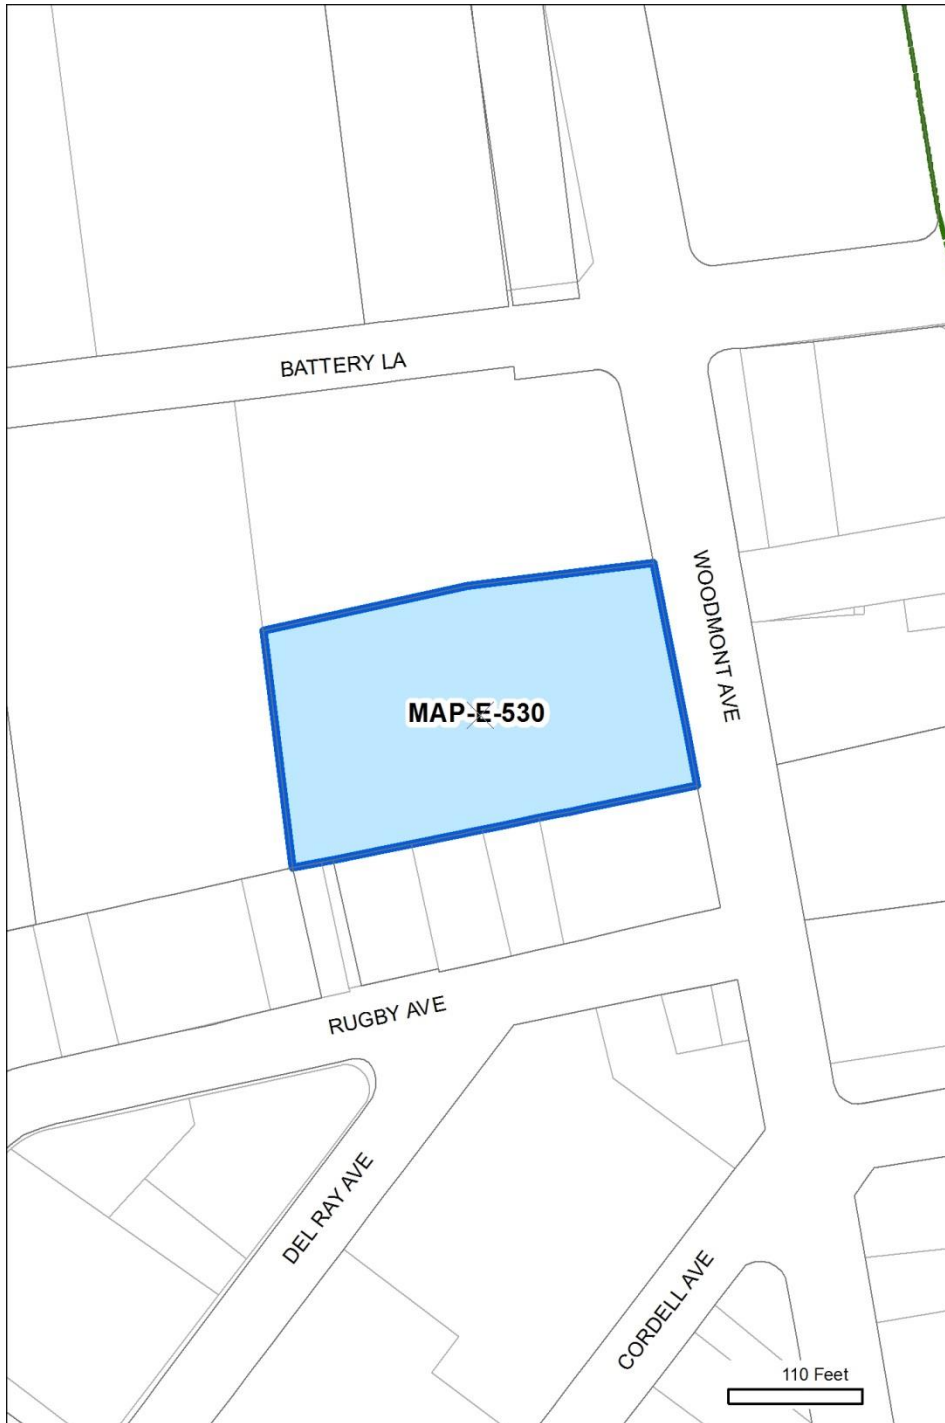 BATTERY LA
WOODMONT AVE
MAP-E-530
RUGBY AVE
DEL RAY AVE
CORDELL AVE
110 Feet